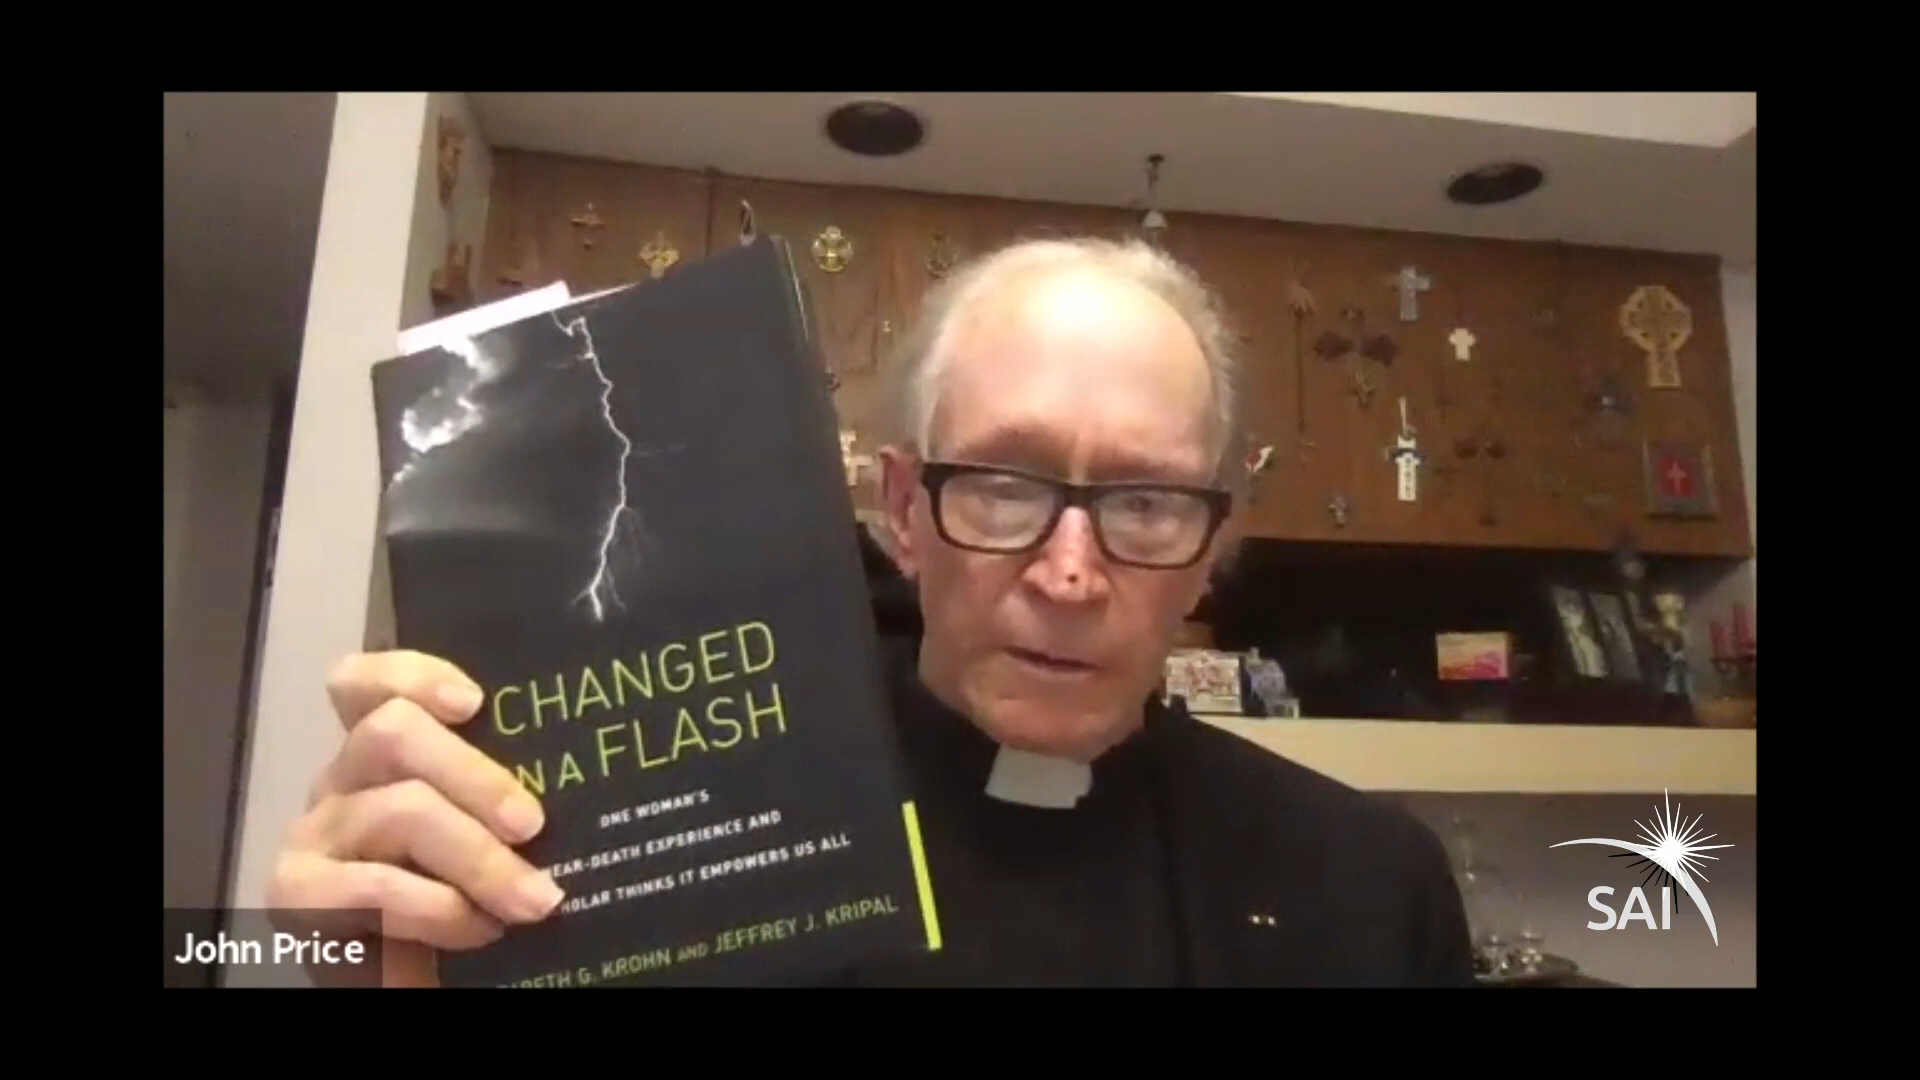 CHANGED
IN A FLASH
ONE WOMAN'S
NEAR-DEATH EXPERIENCE AND
THINKS IT EMPOWERS US ALL
G. KROHN AND JEFFREY J. KRIPAL
John Price
SAI